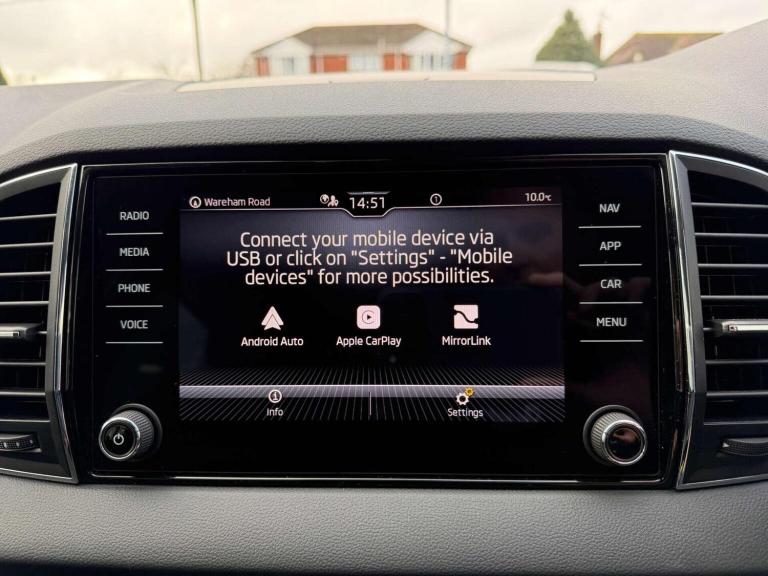 Wareham Road 14:51 1 10.0°C
RADIO
MEDIA
PHONE
VOICE
Connect your mobile device via
USB or click on "Settings" - "Mobile
devices" for more possibilities.
Android Auto Apple CarPlay MirrorLink
Info Settings
NAV
APP
CAR
MENU